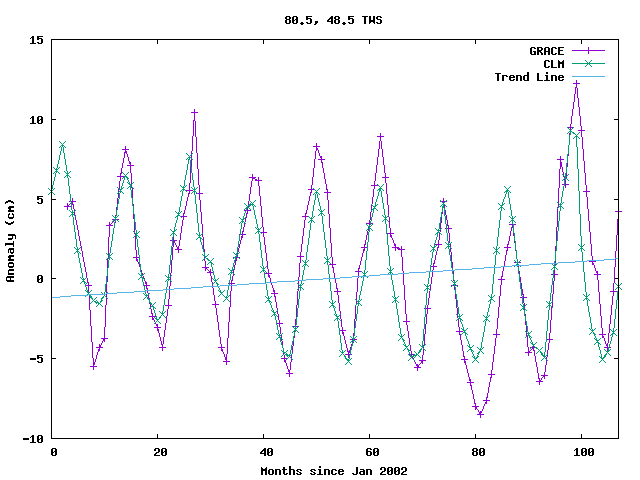 80.5, 48.5 TWS
15
GRACE
CLM
Trend Line
10
5
Anomaly (cm)
0
-5
-10
0 20 40 60 80 100
Months since Jan 2002